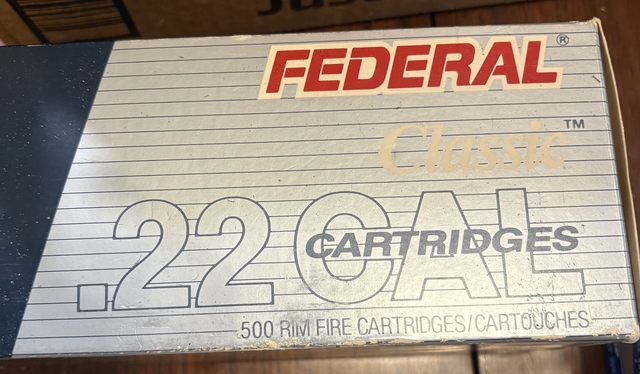 FEDERAL®
Classic™
.22 CAL
CARTRIDGES
500 RIM FIRE CARTRIDGES/CARTOUCHES